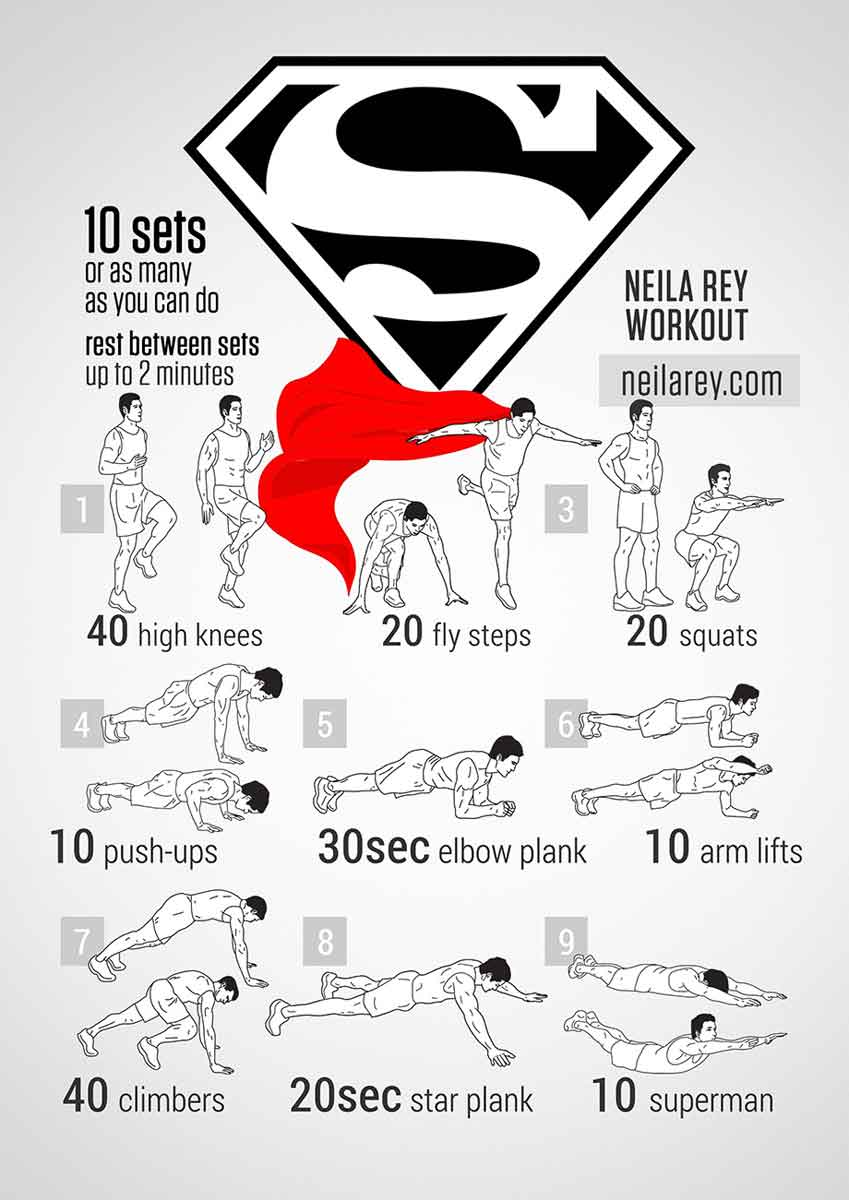 10 sets
or as many
as you can do
rest between sets
up to 2 minutes
NEILA REY
WORKOUT
neilarey.com
1
40 high knees
20 fly steps
3
20 squats
4
10 push-ups
5
30sec elbow plank
6
10 arm lifts
7
40 climbers
8
20sec star plank
9
10 superman